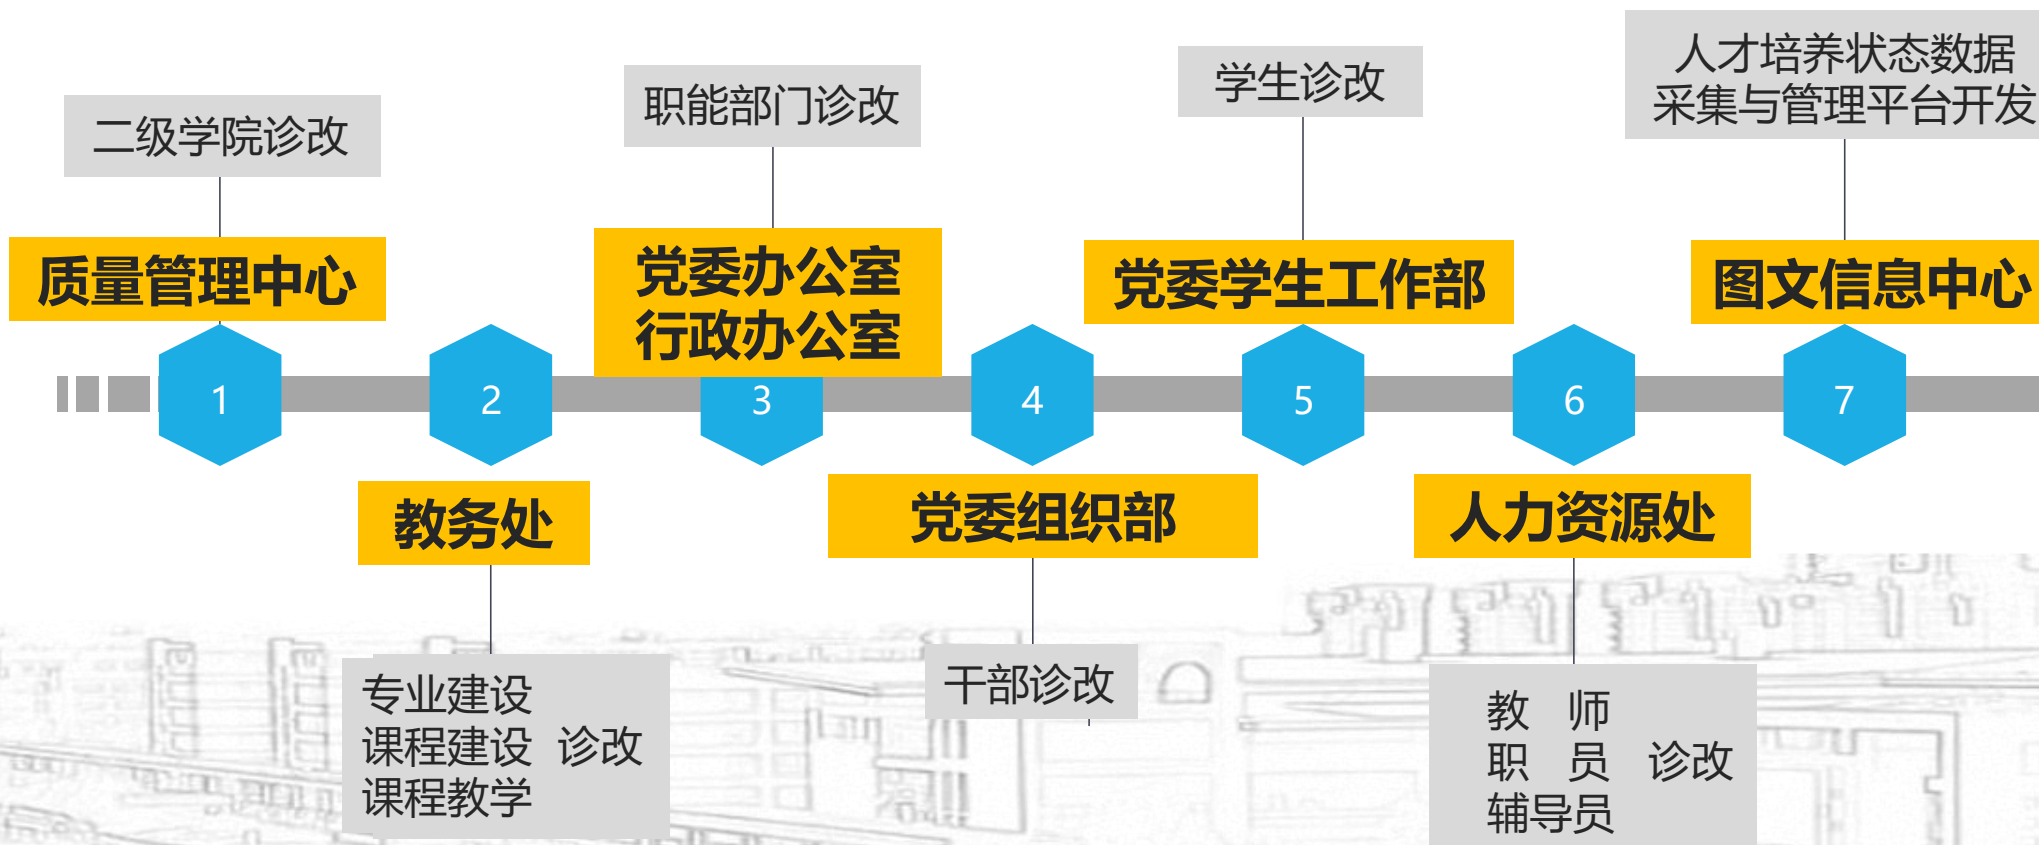 二级学院诊改
质量管理中心
1
教务处
专业建设
课程建设 诊改
课程教学
2
职能部门诊改
党委办公室
行政办公室
3
党委组织部
干部诊改
4
学生诊改
党委学生工作部
5
人力资源处
教 师
职 员 诊改
辅导员
6
人才培养状态数据
采集与管理平台开发
图文信息中心
7